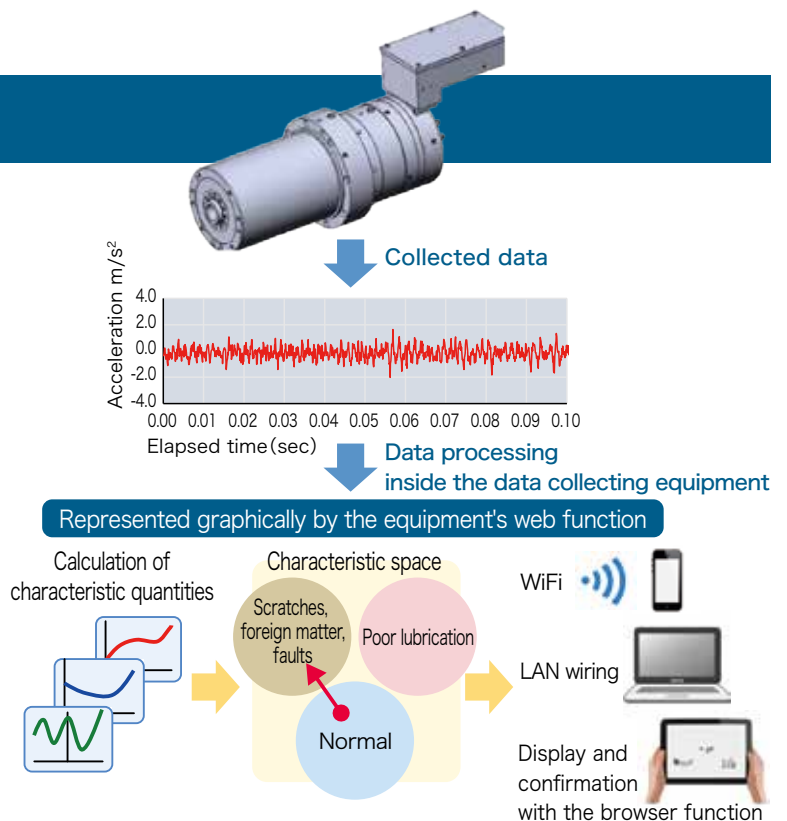 Collected data
Acceleration m/s²
4.0
2.0
0.0
-2.0
-4.0
0.00 0.01 0.02 0.03 0.04 0.05 0.06 0.07 0.08 0.09 0.10
Elapsed time(sec)
Data processing
inside the data collecting equipment
Represented graphically by the equipment's web function
Calculation of
characteristic quantities
Characteristic space
Scratches,
foreign matter,
faults
Poor lubrication
Normal
WiFi
LAN wiring
Display and
confirmation
with the browser function